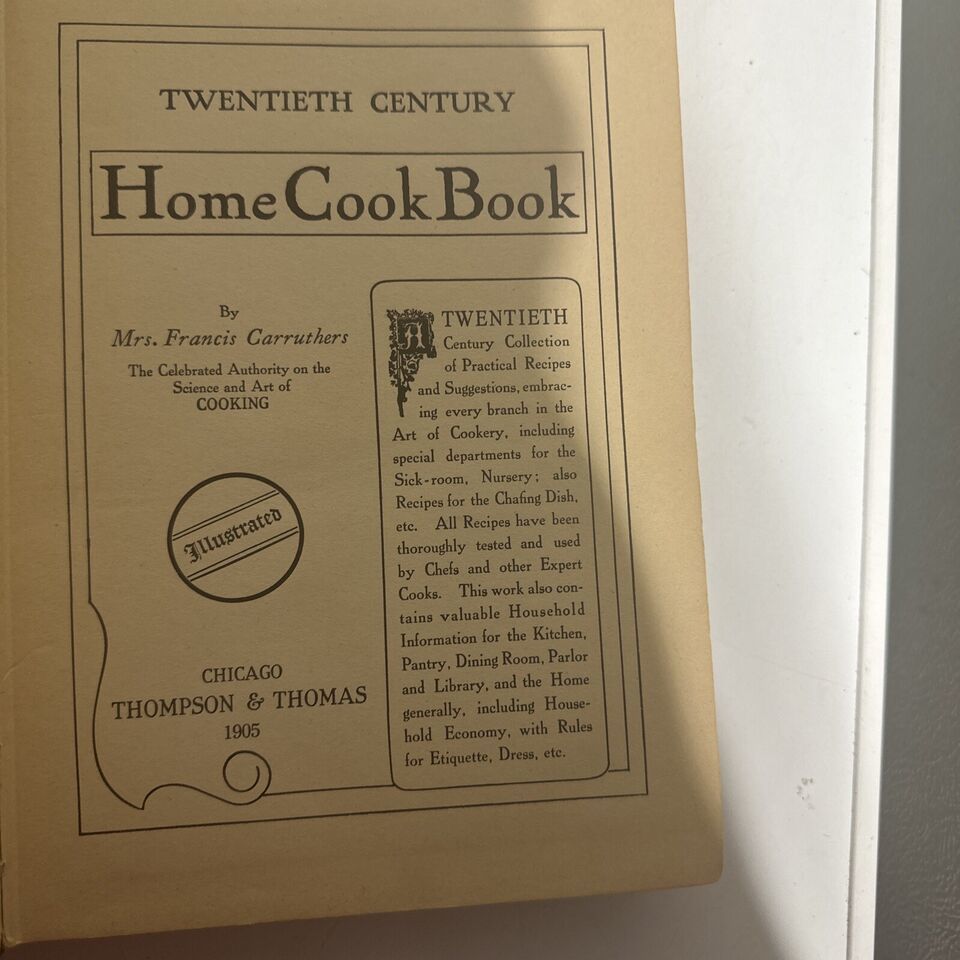 TWENTIETH CENTURY
Home Cook Book
By
Mrs. Francis Carruthers
The Celebrated Authority on the
Science and Art of
COOKING
Illustrated
CHICAGO
THOMPSON & THOMAS
1905
A TWENTIETH
Century Collection
of Practical Recipes
and Suggestions, embrac-
ing every branch in the
Art of Cookery, including
special departments for the
Sick-room, Nursery; also
Recipes for the Chafing Dish,
etc. All Recipes have been
thoroughly tested and used
by Chefs and other Expert
Cooks. This work also con-
tains valuable Household
Information for the Kitchen,
Pantry, Dining Room, Parlor
and Library, and the Home
generally, including House-
hold Economy, with Rules
for Etiquette, Dress, etc.